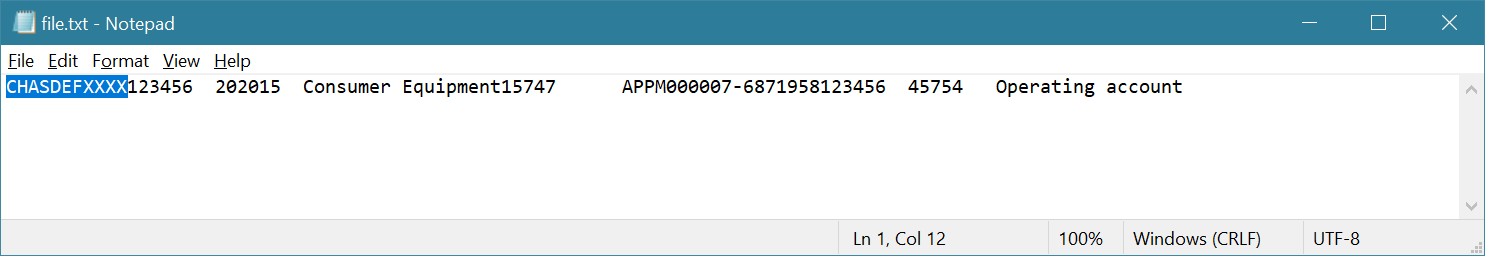 file.txt - Notepad
File Edit Format View Help
CHASDEFXXXX123456  202015  Consumer Equipment15747      APPM000007-6871958123456  45754   Operating account
Ln 1, Col 12 100% Windows (CRLF) UTF-8